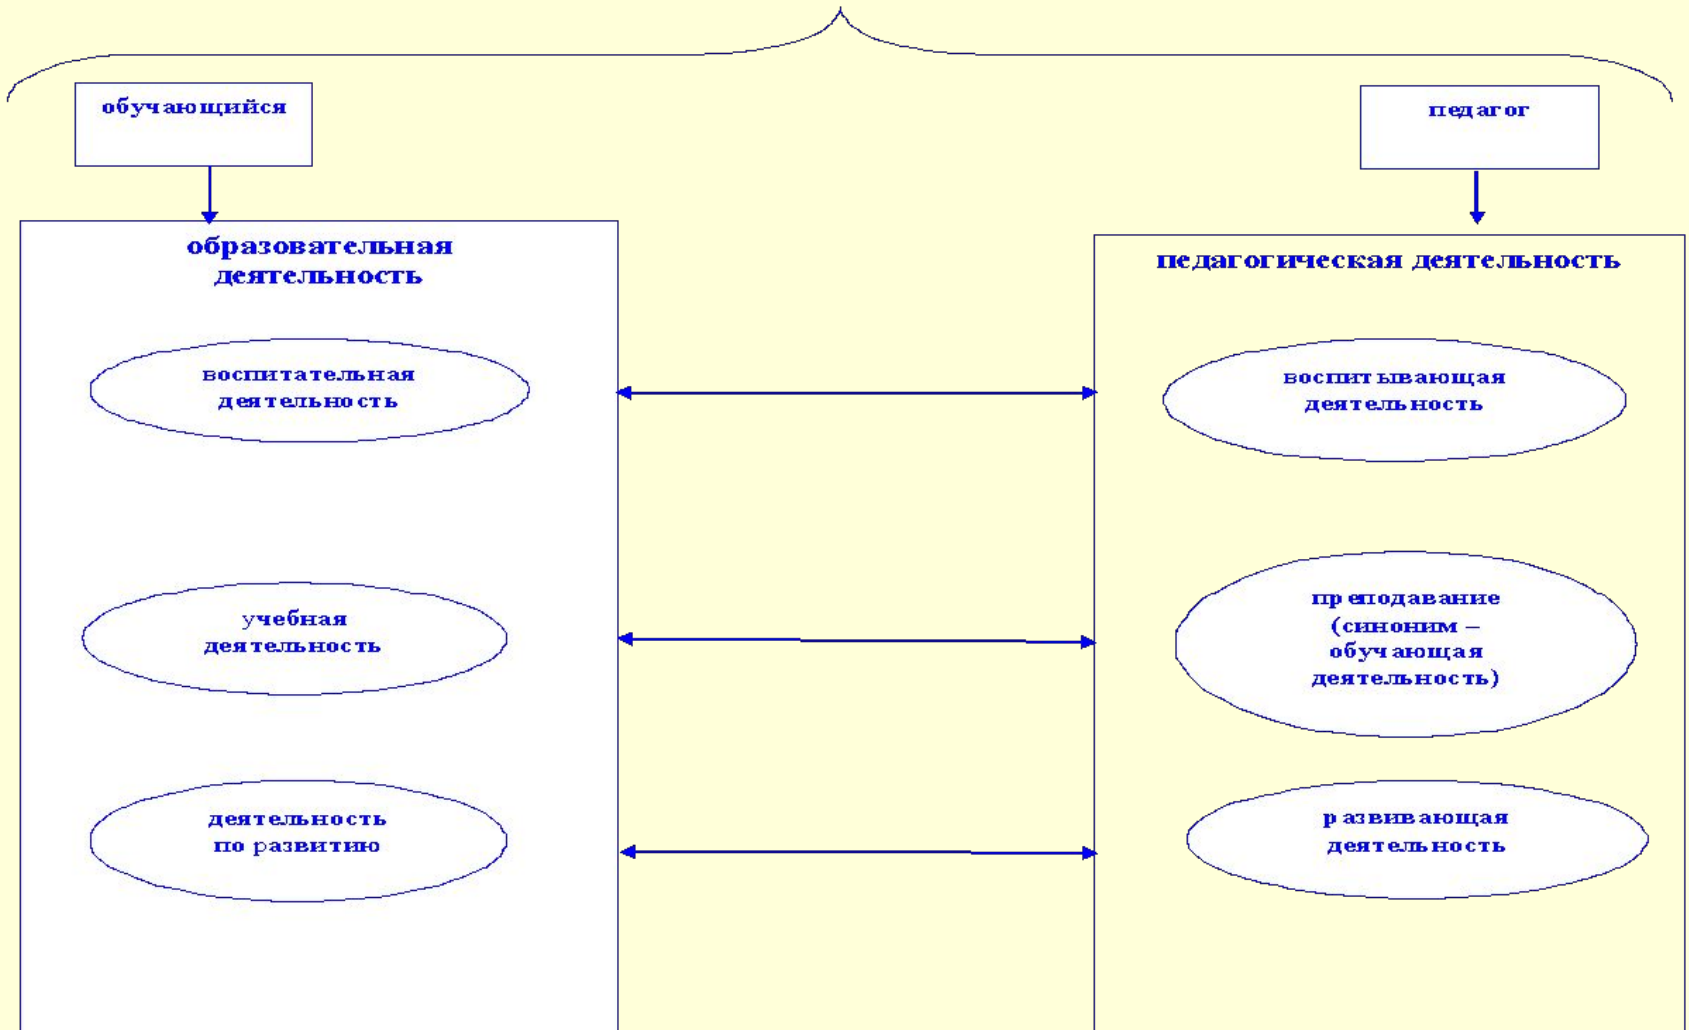 обучающийся
педагог
образовательная
деятельность
воспитательная
деятельность
учебная
деятельность
деятельность
по развитию
педагогическая деятельность
воспитывающая
деятельность
преподавание
(синоним –
обучающая
деятельность)
развивающая
деятельность